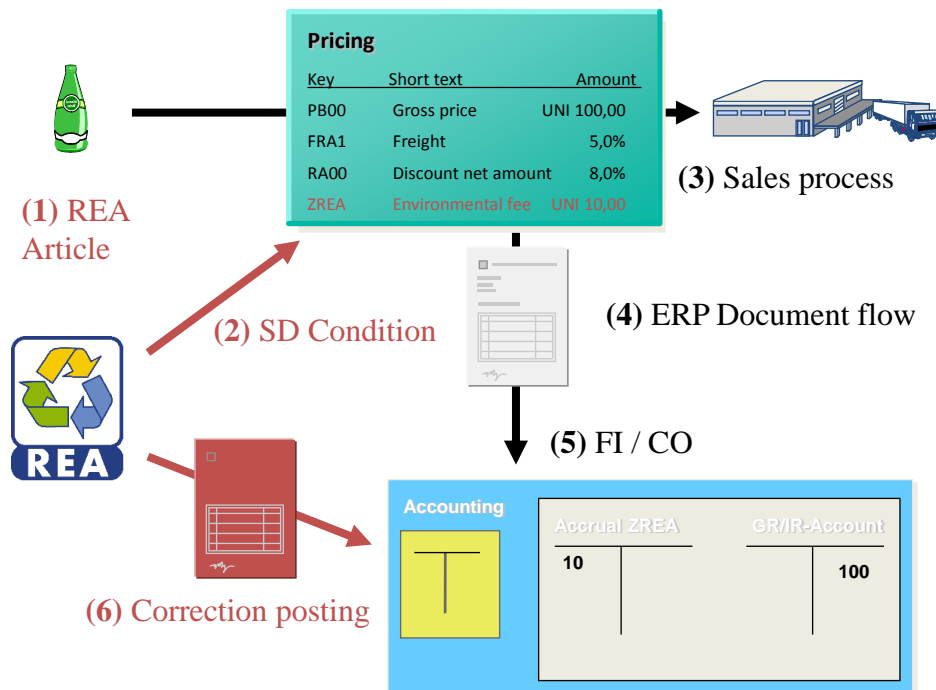 Pricing
Key Short text Amount
PB00 Gross price UNI 100,00
FRA1 Freight 5,0%
RA00 Discount net amount 8,0%
ZREA Environmental fee UNI 10,00
(1) REA
Article
(3) Sales process
(2) SD Condition
(4) ERP Document flow
REA
(5) FI / CO
Accounting
Accrual ZREA GR/IR-Account
10 100
(6) Correction posting